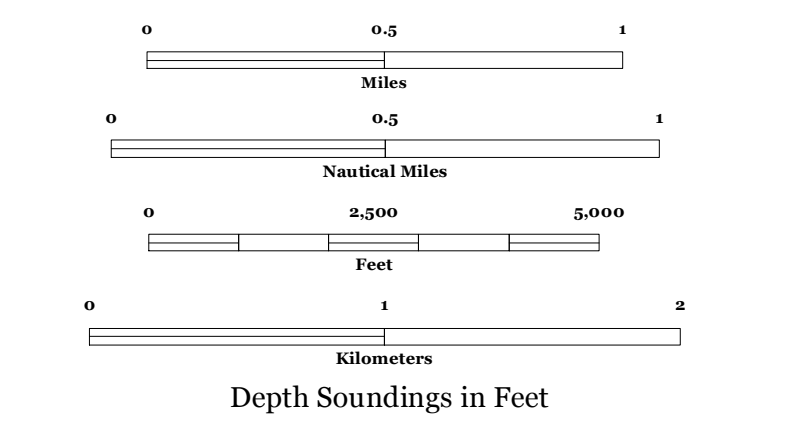 0 0.5 1
Miles
0 0.5 1
Nautical Miles
0 2,500 5,000
Feet
0 1 2
Kilometers
Depth Soundings in Feet